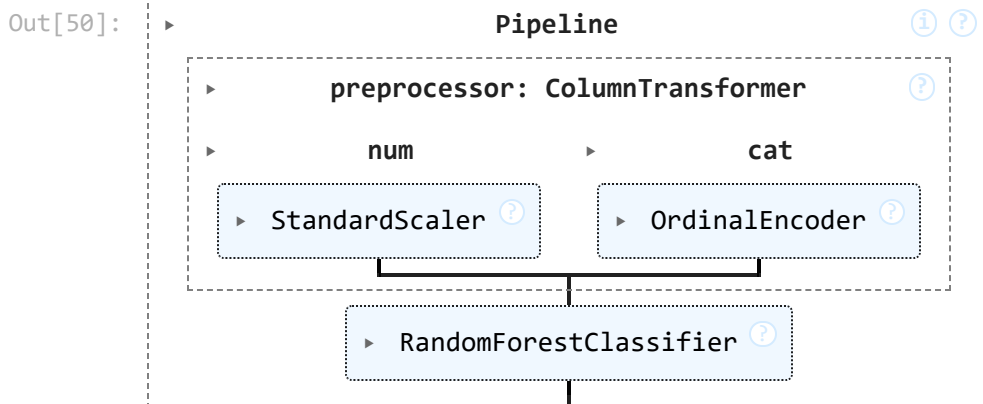 Out[50]: ▸ Pipeline i ?
▸ preprocessor: ColumnTransformer ?
▸ num ▸ cat
▸ StandardScaler ? ▸ OrdinalEncoder ?
▸ RandomForestClassifier ?